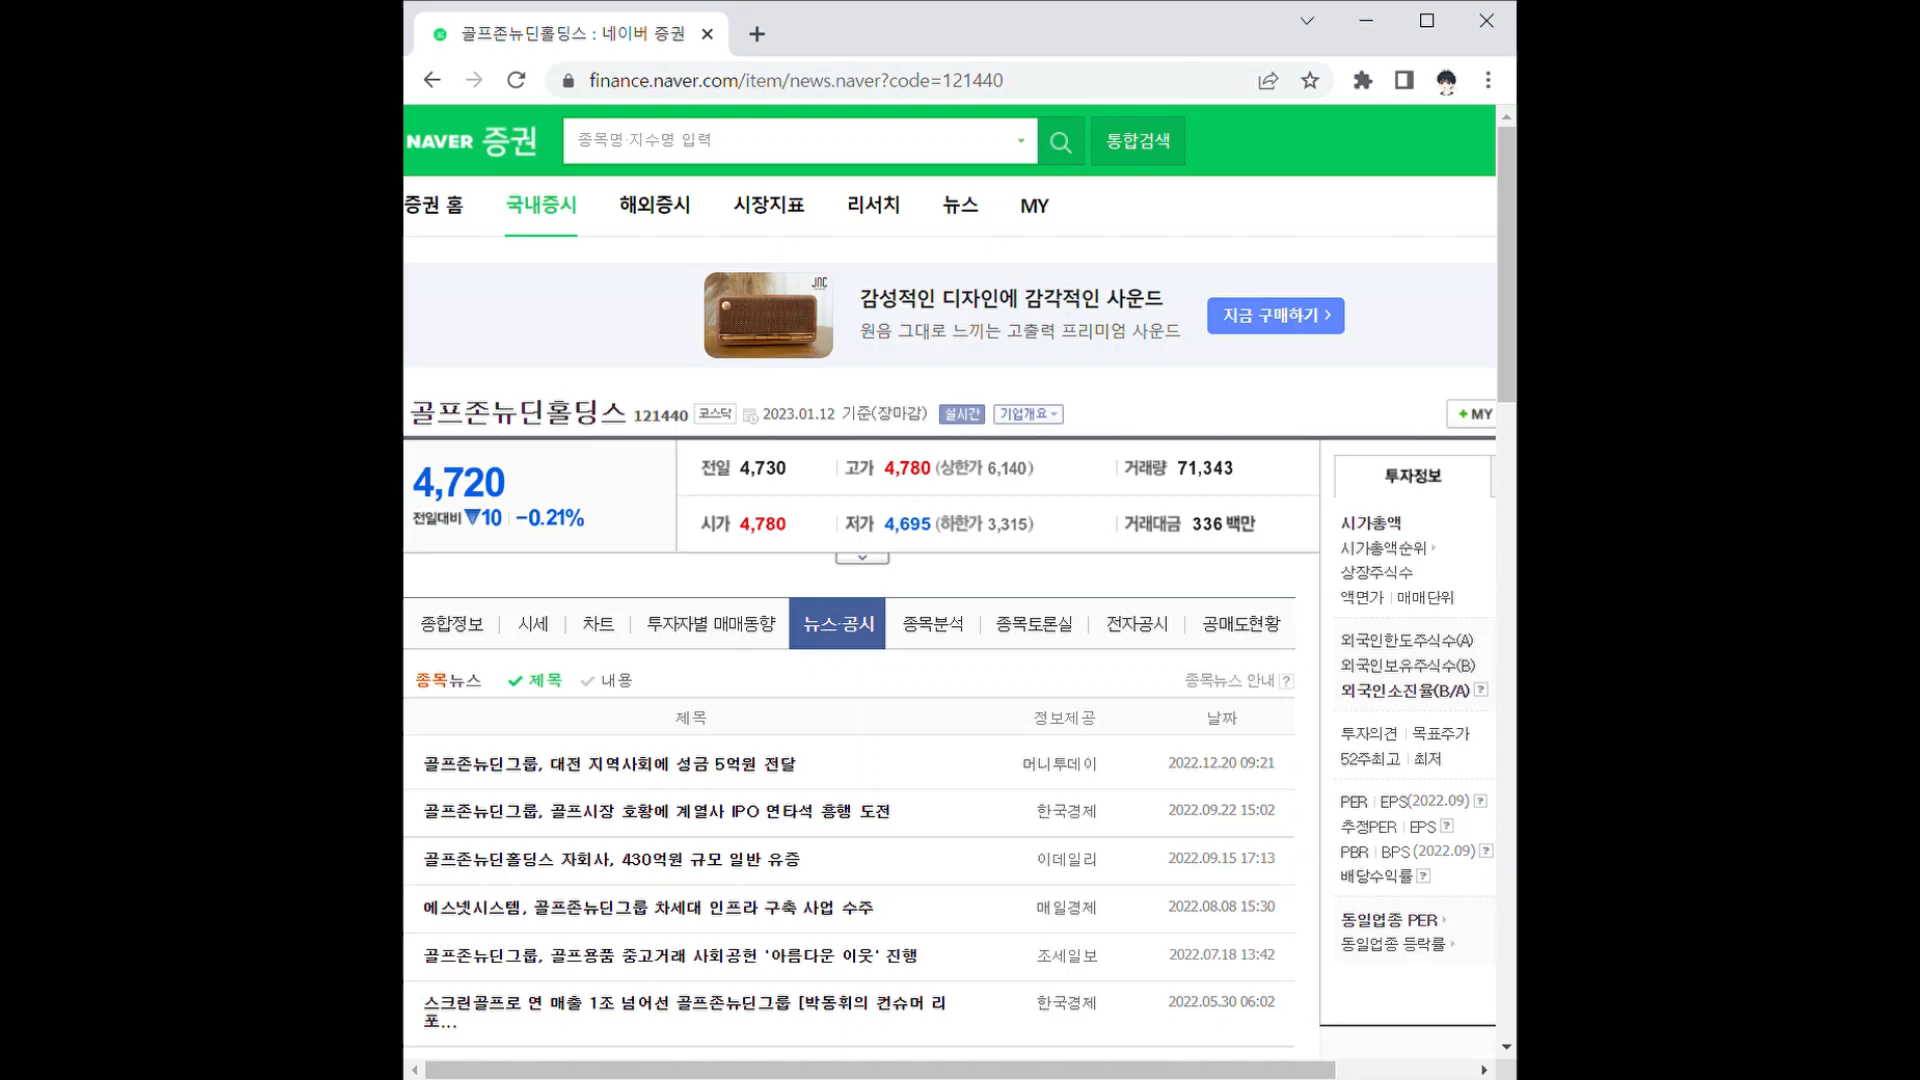 골프존뉴딘홀딩스 : 네이버 증권
finance.naver.com/item/news.naver?code=121440
NAVER 증권
종목명·지수명 입력
통합검색
증권 홈 국내증시 해외증시 시장지표 리서치 뉴스 MY
JNC
감성적인 디자인에 감각적인 사운드
원음 그대로 느끼는 고출력 프리미엄 사운드
지금 구매하기 >
골프존뉴딘홀딩스 121440 코스닥 2023.01.12 기준(장마감) 실시간 기업개요
+ MY
4,720
전일대비 ▼10 | -0.21%
전일 4,730 고가 4,780 (상한가 6,140) 거래량 71,343
시가 4,780 저가 4,695 (하한가 3,315) 거래대금 336 백만
종합정보 시세 차트 투자자별 매매동향 뉴스·공시 종목분석 종목토론실 전자공시 공매도현황
종목뉴스 제목 내용
종목뉴스 안내 ?
제목 정보제공 날짜
골프존뉴딘그룹, 대전 지역사회에 성금 5억원 전달 머니투데이 2022.12.20 09:21
골프존뉴딘그룹, 골프시장 호황에 계열사 IPO 연타석 흥행 도전 한국경제 2022.09.22 15:02
골프존뉴딘홀딩스 자회사, 430억원 규모 일반 유증 이데일리 2022.09.15 17:13
에스넷시스템, 골프존뉴딘그룹 차세대 인프라 구축 사업 수주 매일경제 2022.08.08 15:30
골프존뉴딘그룹, 골프용품 중고거래 사회공헌 '아름다운 이웃' 진행 조세일보 2022.07.18 13:42
스크린골프로 연 매출 1조 넘어선 골프존뉴딘그룹 [박동휘의 컨슈머 리 한국경제 2022.05.30 06:02
포...
투자정보
시가총액
시가총액순위
상장주식수
액면가 | 매매단위
외국인한도주식수(A)
외국인보유주식수(B)
외국인소진율(B/A) ?
투자의견 | 목표주가
52주최고 | 최저
PER | EPS(2022.09) ?
추정PER | EPS ?
PBR | BPS (2022.09) ?
배당수익률 ?
동일업종 PER
동일업종 등락률